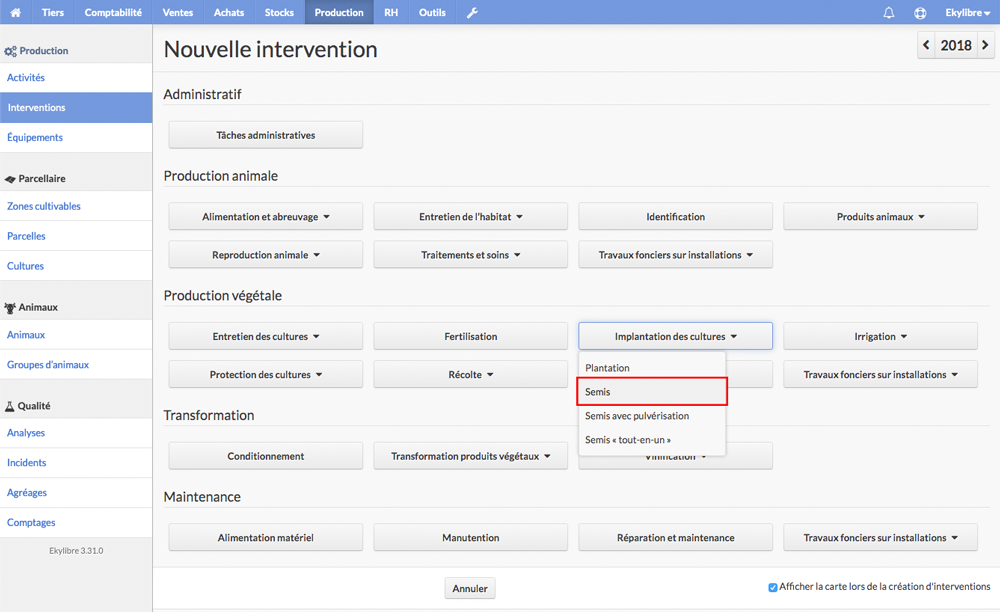 Tiers Comptabilité Ventes Achats Stocks Production RH Outils Ekylibre
Production
Activités
Interventions
Équipements
Parcellaire
Zones cultivables
Parcelles
Cultures
Animaux
Animaux
Groupes d'animaux
Qualité
Analyses
Incidents
Agréages
Comptages
Ekylibre 3.31.0
Nouvelle intervention
2018
Administratif
Tâches administratives
Production animale
Alimentation et abreuvage Entretien de l'habitat Identification Produits animaux
Reproduction animale Traitements et soins Travaux fonciers sur installations
Production végétale
Entretien des cultures Fertilisation Implantation des cultures Irrigation
Protection des cultures Récolte Travaux fonciers sur installations
Plantation
Semis
Semis avec pulvérisation
Semis « tout-en-un »
Transformation
Conditionnement Transformation produits végétaux Vinification
Maintenance
Alimentation matériel Manutention Réparation et maintenance Travaux fonciers sur installations
Annuler
Afficher la carte lors de la création d'interventions